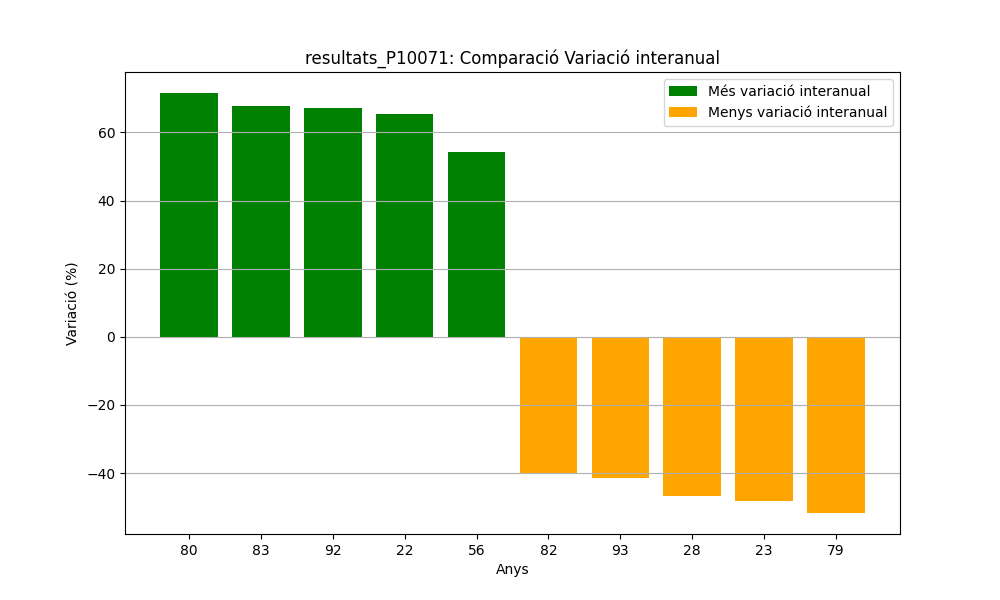 resultats_P10071: Comparació Variació interanual
Més variació interanual
Menys variació interanual
Variació (%)
60
40
20
0
−20
−40
80 83 92 22 56 82 93 28 23 79
Anys